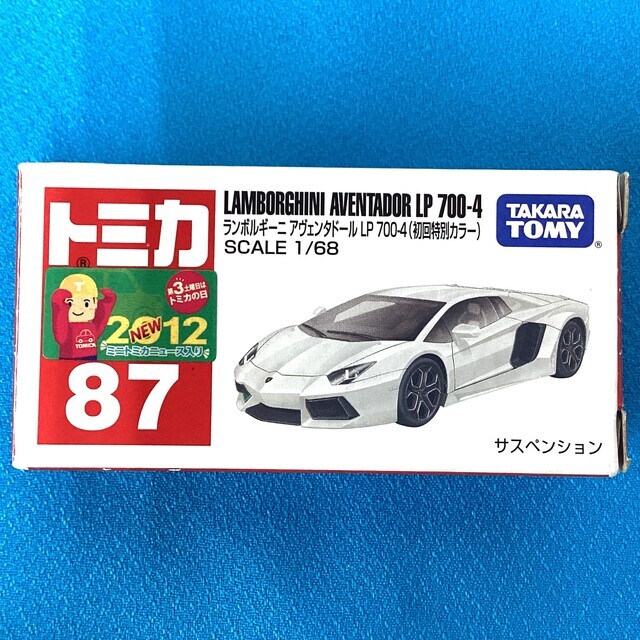 トミカ
®
LAMBORGHINI AVENTADOR LP 700-4
ランボルギーニ アヴェンタドール LP 700-4 (初回特別カラー)
SCALE 1/68
TAKARA
TOMY
®
T
第3土曜日は
トミカの日
TOMICA
NEW
2012
ミニトミカニュース入り
87
サスペンション